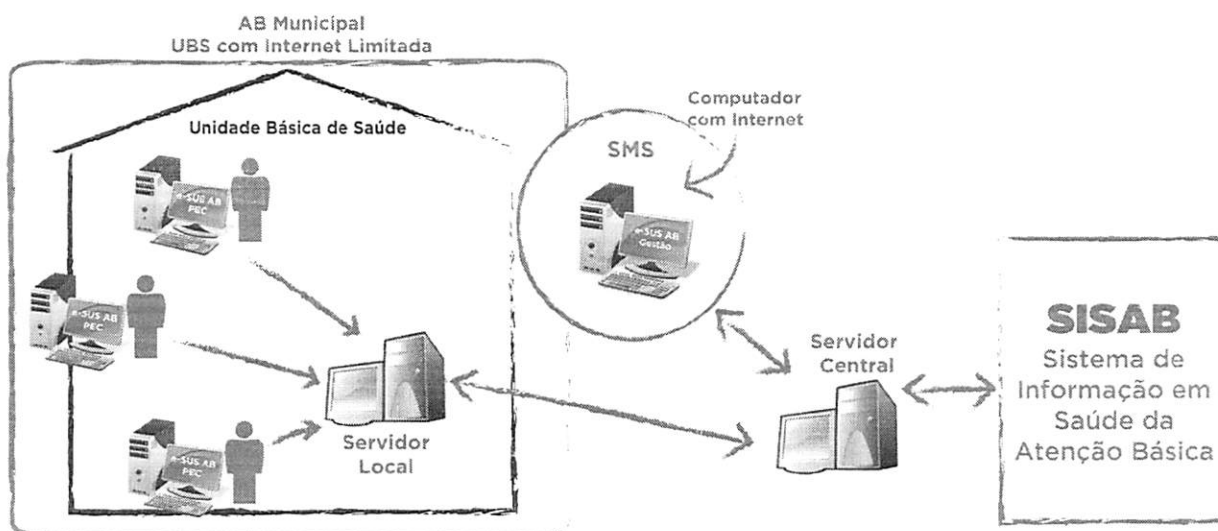 AB Municipal
UBS com Internet Limitada
Unidade Básica de Saúde
e-SUS AB
PEC
e-SUS AB
PEC
e-SUS AB
PEC
Servidor
Local
Computador
com Internet
SMS
e-SUS AB
Gestão
Servidor
Central
SISAB
Sistema de
Informação em
Saúde da
Atenção Básica